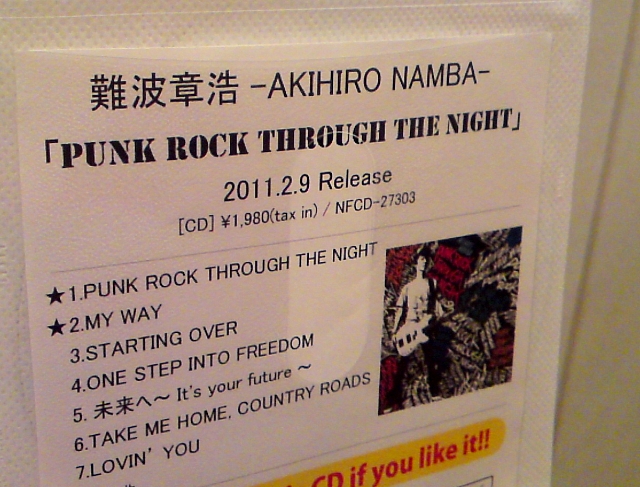 難波章浩 -AKIHIRO NAMBA-
「PUNK ROCK THROUGH THE NIGHT」
2011.2.9 Release
[CD] ¥1,980(tax in) / NFCD-27303
★1.PUNK ROCK THROUGH THE NIGHT
★2.MY WAY
3.STARTING OVER
4.ONE STEP INTO FREEDOM
5. 未来へ～ It's your future ～
6.TAKE ME HOME, COUNTRY ROADS
7.LOVIN' YOU
CD if you like it!!